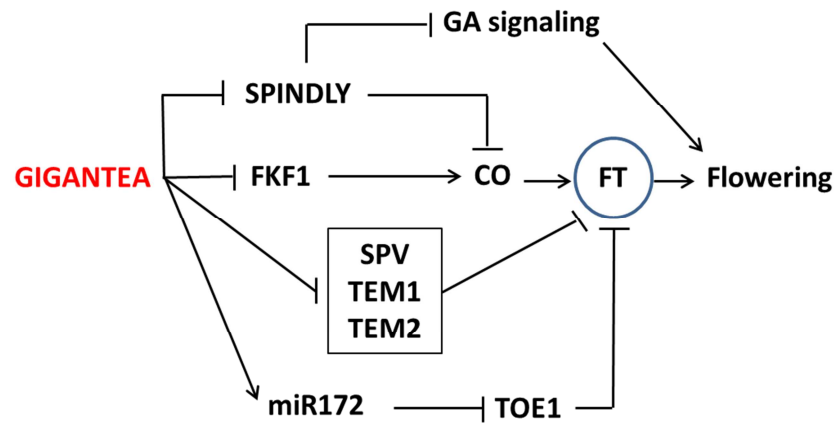 GA signaling
SPINDLY
GIGANTEA
FKF1
CO
FT
Flowering
SPV
TEM1
TEM2
miR172
TOE1